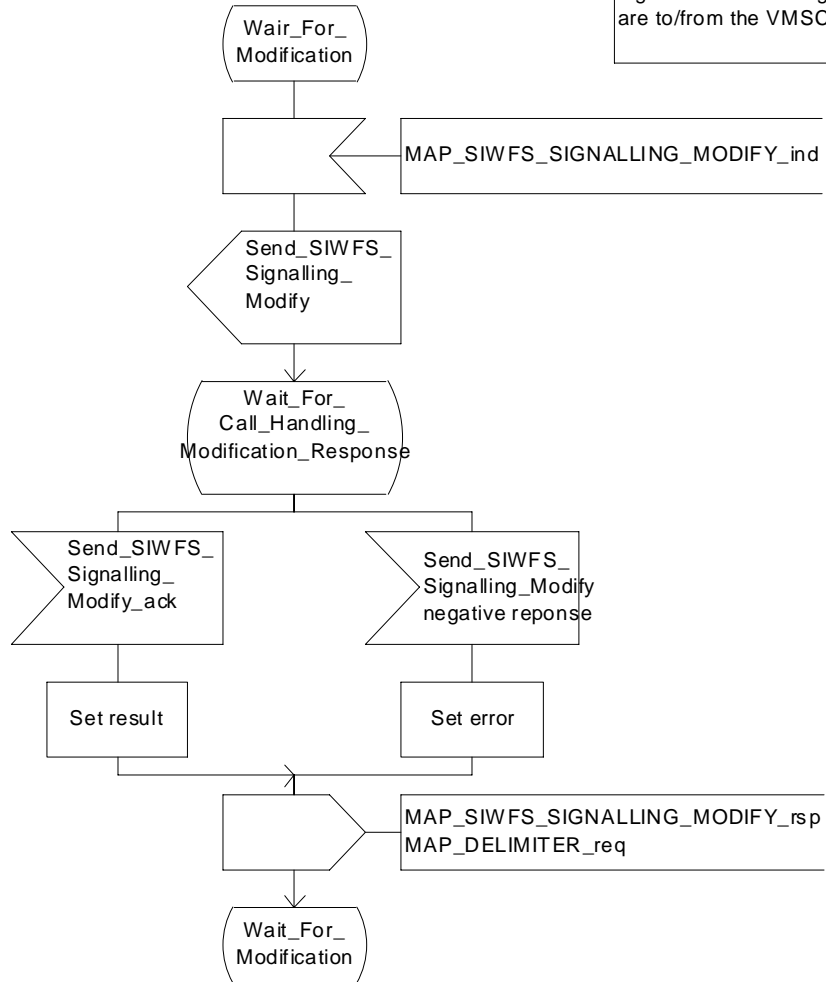 are to/from the VMSC
Wair_For_
Modification
MAP_SIWFS_SIGNALLING_MODIFY_ind
Send_SIWFS_
Signalling_
Modify
Wait_For_
Call_Handling_
Modification_Response
Send_SIWFS_
Signalling_
Modify_ack
Send_SIWFS_
Signalling_Modify
negative reponse
Set result
Set error
MAP_SIWFS_SIGNALLING_MODIFY_rsp
MAP_DELIMITER_req
Wait_For_
Modification